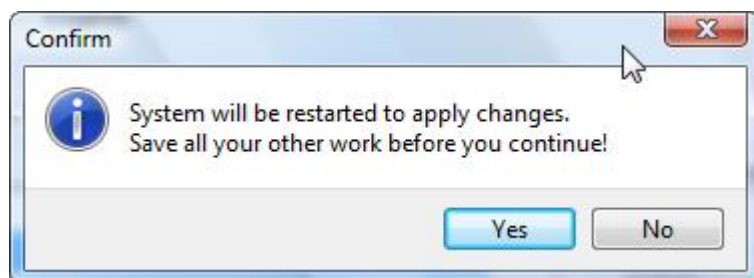 Confirm
System will be restarted to apply changes.
Save all your other work before you continue!
Yes No